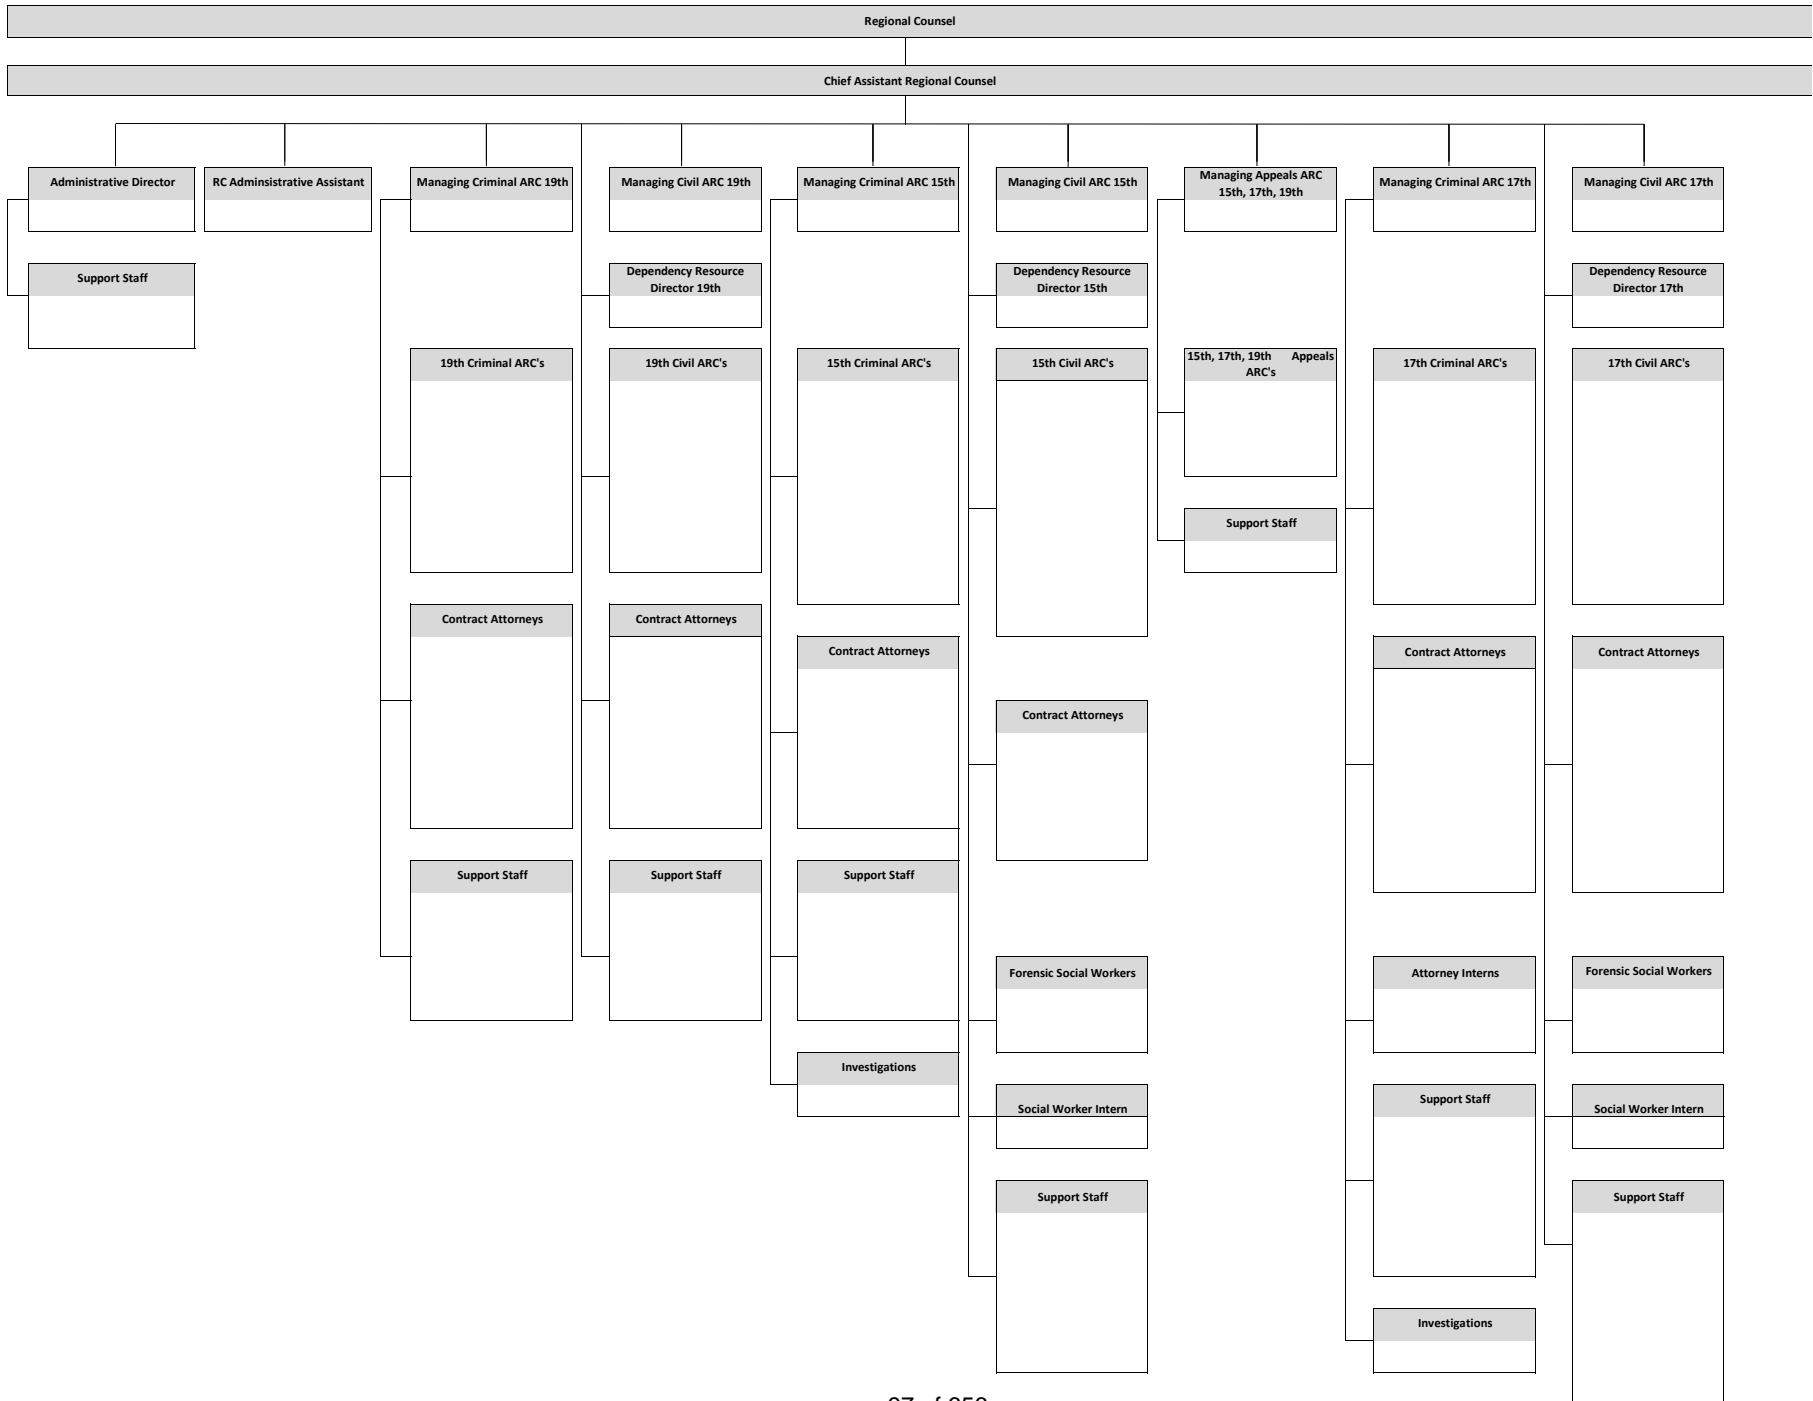 Regional Counsel
Chief Assistant Regional Counsel
Administrative Director
RC Adminsistrative Assistant
Managing Criminal ARC 19th
Managing Civil ARC 19th
Managing Criminal ARC 15th
Managing Civil ARC 15th
Managing Appeals ARC
15th, 17th, 19th
Managing Criminal ARC 17th
Managing Civil ARC 17th
Support Staff
Dependency Resource
Director 19th
Dependency Resource
Director 15th
Dependency Resource
Director 17th
19th Criminal ARC's
19th Civil ARC's
15th Criminal ARC's
15th Civil ARC's
15th, 17th, 19th Appeals
ARC's
17th Criminal ARC's
17th Civil ARC's
Support Staff
Contract Attorneys
Contract Attorneys
Contract Attorneys
Contract Attorneys
Contract Attorneys
Contract Attorneys
Support Staff
Support Staff
Support Staff
Forensic Social Workers
Attorney Interns
Forensic Social Workers
Investigations
Social Worker Intern
Support Staff
Social Worker Intern
Support Staff
Support Staff
Investigations